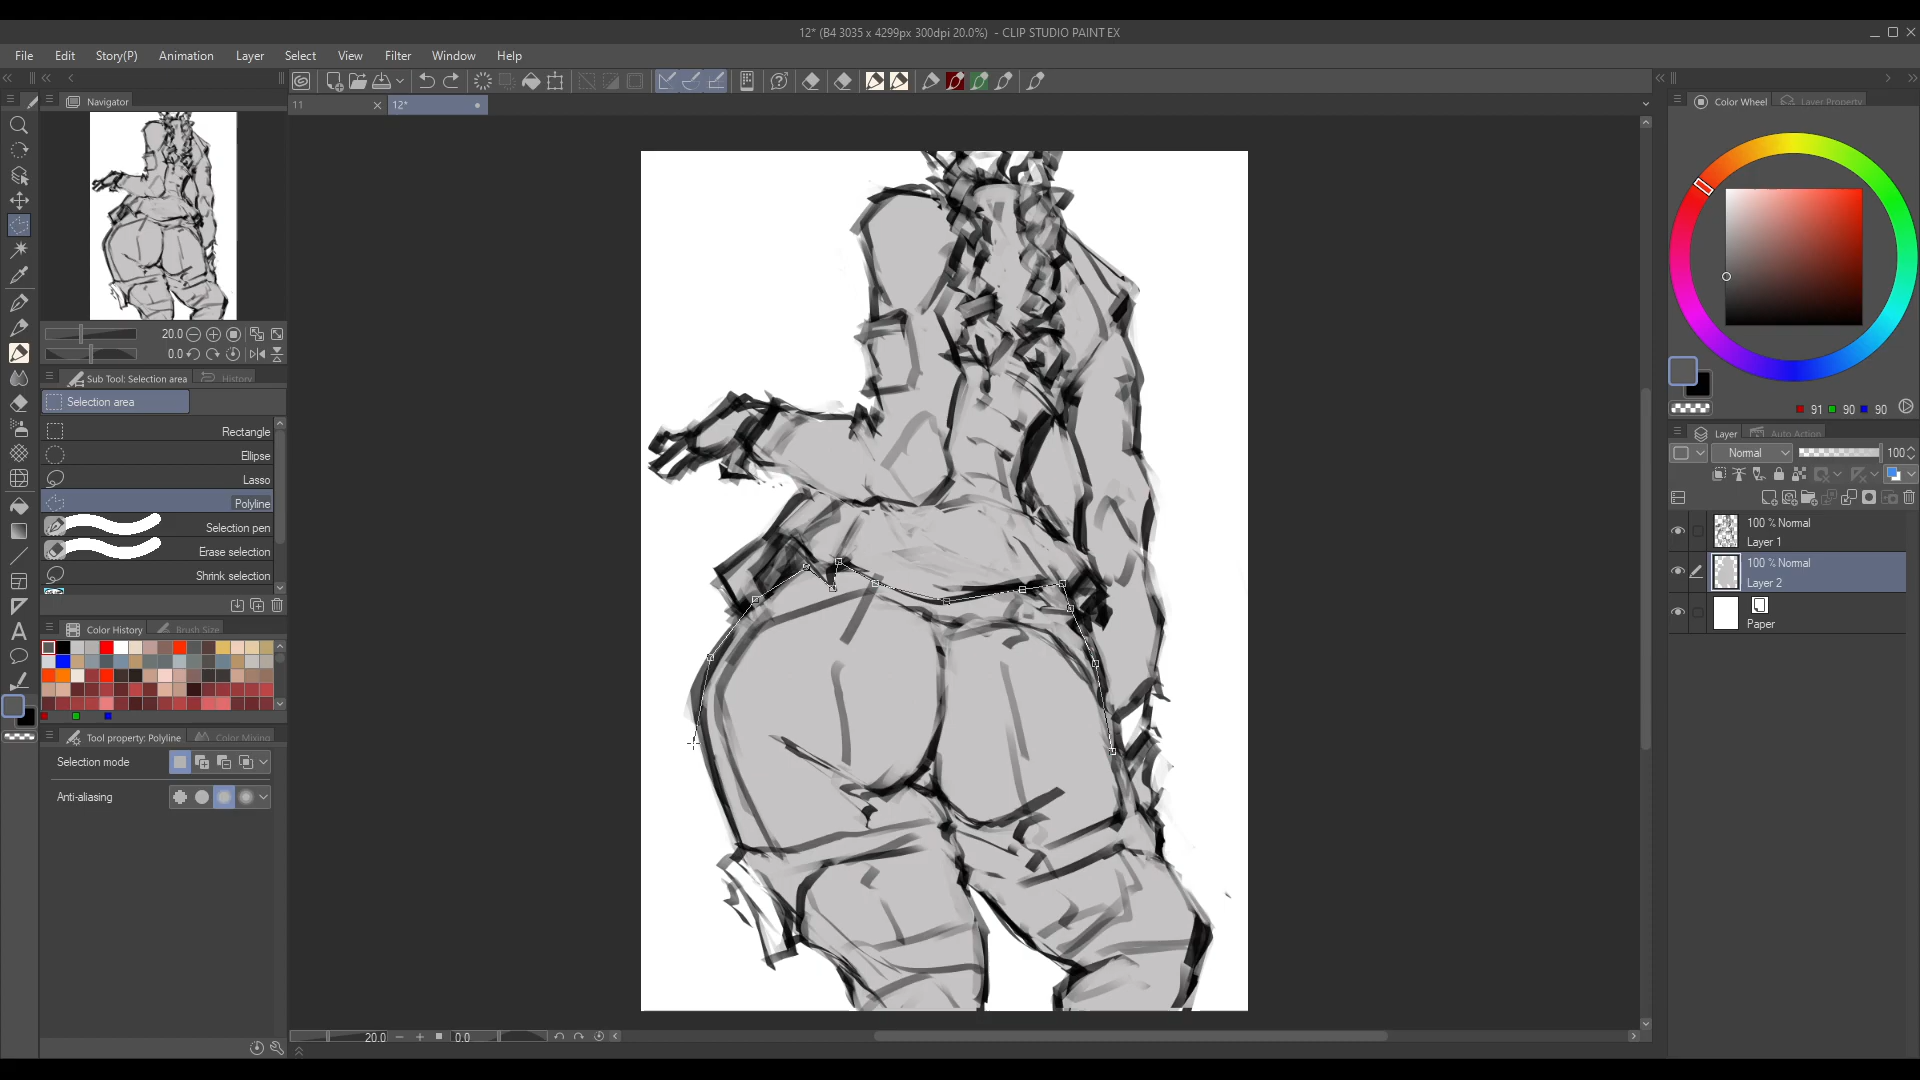 12* (B4 3035 x 4299px 300dpi 20.0%) - CLIP STUDIO PAINT EX
File Edit Story(P) Animation Layer Select View Filter Window Help
Navigator
11
12*
Color Wheel
Layer Property
20.0
0.0
Sub Tool: Selection area
History
Selection area
Rectangle
Ellipse
Lasso
Polyline
Selection pen
Erase selection
Shrink selection
Color History
Brush Size
Tool property: Polyline
Color Mixing
Selection mode
Anti-aliasing
91 90 90
Layer
Auto Action
Normal
100
100 % Normal
Layer 1
100 % Normal
Layer 2
Paper
20.0
0.0